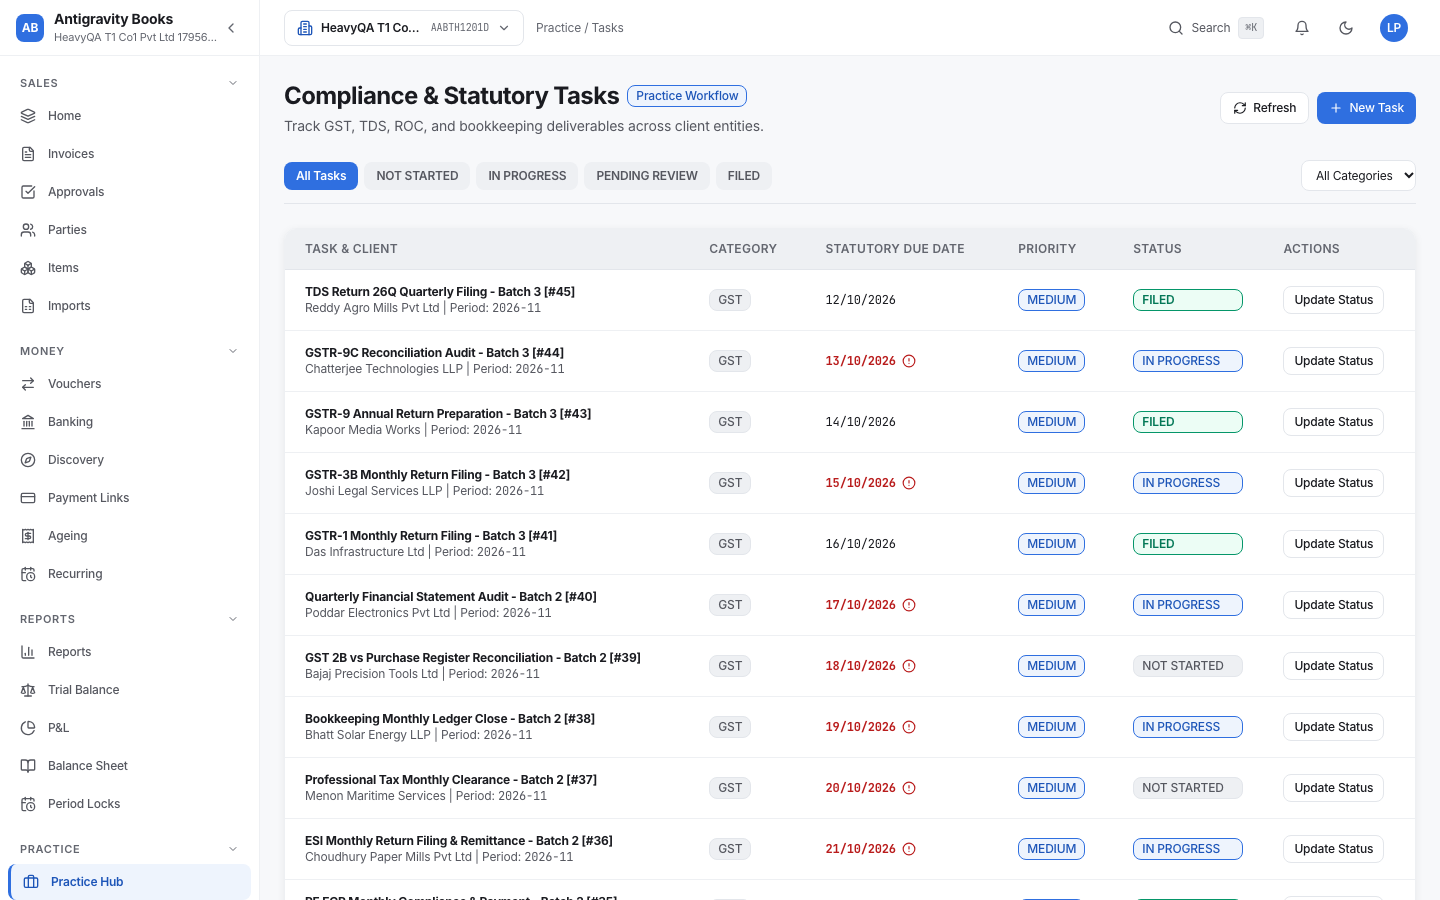 AB
Antigravity Books
HeavyQA T1 Co1 Pvt Ltd 17956...
HeavyQA T1 Co... AABTH1201D
Practice / Tasks
Search ⌘K
LP
SALES
Home
Invoices
Approvals
Parties
Items
Imports
MONEY
Vouchers
Banking
Discovery
Payment Links
Ageing
Recurring
REPORTS
Reports
Trial Balance
P&L
Balance Sheet
Period Locks
PRACTICE
Practice Hub
Compliance & Statutory Tasks Practice Workflow
Track GST, TDS, ROC, and bookkeeping deliverables across client entities.
Refresh
New Task
All Tasks NOT STARTED IN PROGRESS PENDING REVIEW FILED
All Categories
TASK & CLIENT CATEGORY STATUTORY DUE DATE PRIORITY STATUS ACTIONS
TDS Return 26Q Quarterly Filing - Batch 3 [#45]
Reddy Agro Mills Pvt Ltd | Period: 2026-11
GST 12/10/2026 MEDIUM FILED Update Status
GSTR-9C Reconciliation Audit - Batch 3 [#44]
Chatterjee Technologies LLP | Period: 2026-11
GST 13/10/2026 MEDIUM IN PROGRESS Update Status
GSTR-9 Annual Return Preparation - Batch 3 [#43]
Kapoor Media Works | Period: 2026-11
GST 14/10/2026 MEDIUM FILED Update Status
GSTR-3B Monthly Return Filing - Batch 3 [#42]
Joshi Legal Services LLP | Period: 2026-11
GST 15/10/2026 MEDIUM IN PROGRESS Update Status
GSTR-1 Monthly Return Filing - Batch 3 [#41]
Das Infrastructure Ltd | Period: 2026-11
GST 16/10/2026 MEDIUM FILED Update Status
Quarterly Financial Statement Audit - Batch 2 [#40]
Poddar Electronics Pvt Ltd | Period: 2026-11
GST 17/10/2026 MEDIUM IN PROGRESS Update Status
GST 2B vs Purchase Register Reconciliation - Batch 2 [#39]
Bajaj Precision Tools Ltd | Period: 2026-11
GST 18/10/2026 MEDIUM NOT STARTED Update Status
Bookkeeping Monthly Ledger Close - Batch 2 [#38]
Bhatt Solar Energy LLP | Period: 2026-11
GST 19/10/2026 MEDIUM IN PROGRESS Update Status
Professional Tax Monthly Clearance - Batch 2 [#37]
Menon Maritime Services | Period: 2026-11
GST 20/10/2026 MEDIUM NOT STARTED Update Status
ESI Monthly Return Filing & Remittance - Batch 2 [#36]
Choudhury Paper Mills Pvt Ltd | Period: 2026-11
GST 21/10/2026 MEDIUM IN PROGRESS Update Status